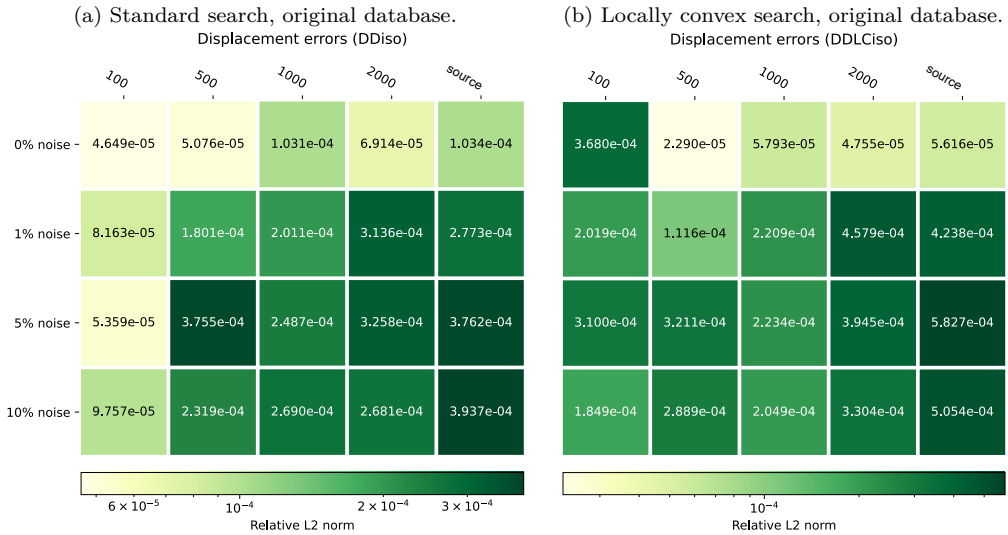 (a) Standard search, original database.
Displacement errors (DDiso)
100 500 1000 2000 source
0% noise 4.649e-05 5.076e-05 1.031e-04 6.914e-05 1.034e-04
1% noise 8.163e-05 1.801e-04 2.011e-04 3.136e-04 2.773e-04
5% noise 5.359e-05 3.755e-04 2.487e-04 3.258e-04 3.762e-04
10% noise 9.757e-05 2.319e-04 2.690e-04 2.681e-04 3.937e-04
6 × 10⁻⁵ 10⁻⁴ 2 × 10⁻⁴ 3 × 10⁻⁴
Relative L2 norm
(b) Locally convex search, original database.
Displacement errors (DDLCiso)
100 500 1000 2000 source
3.680e-04 2.290e-05 5.793e-05 4.755e-05 5.616e-05
2.019e-04 1.116e-04 2.209e-04 4.579e-04 4.238e-04
3.100e-04 3.211e-04 2.234e-04 3.945e-04 5.827e-04
1.849e-04 2.889e-04 2.049e-04 3.304e-04 5.054e-04
10⁻⁴
Relative L2 norm